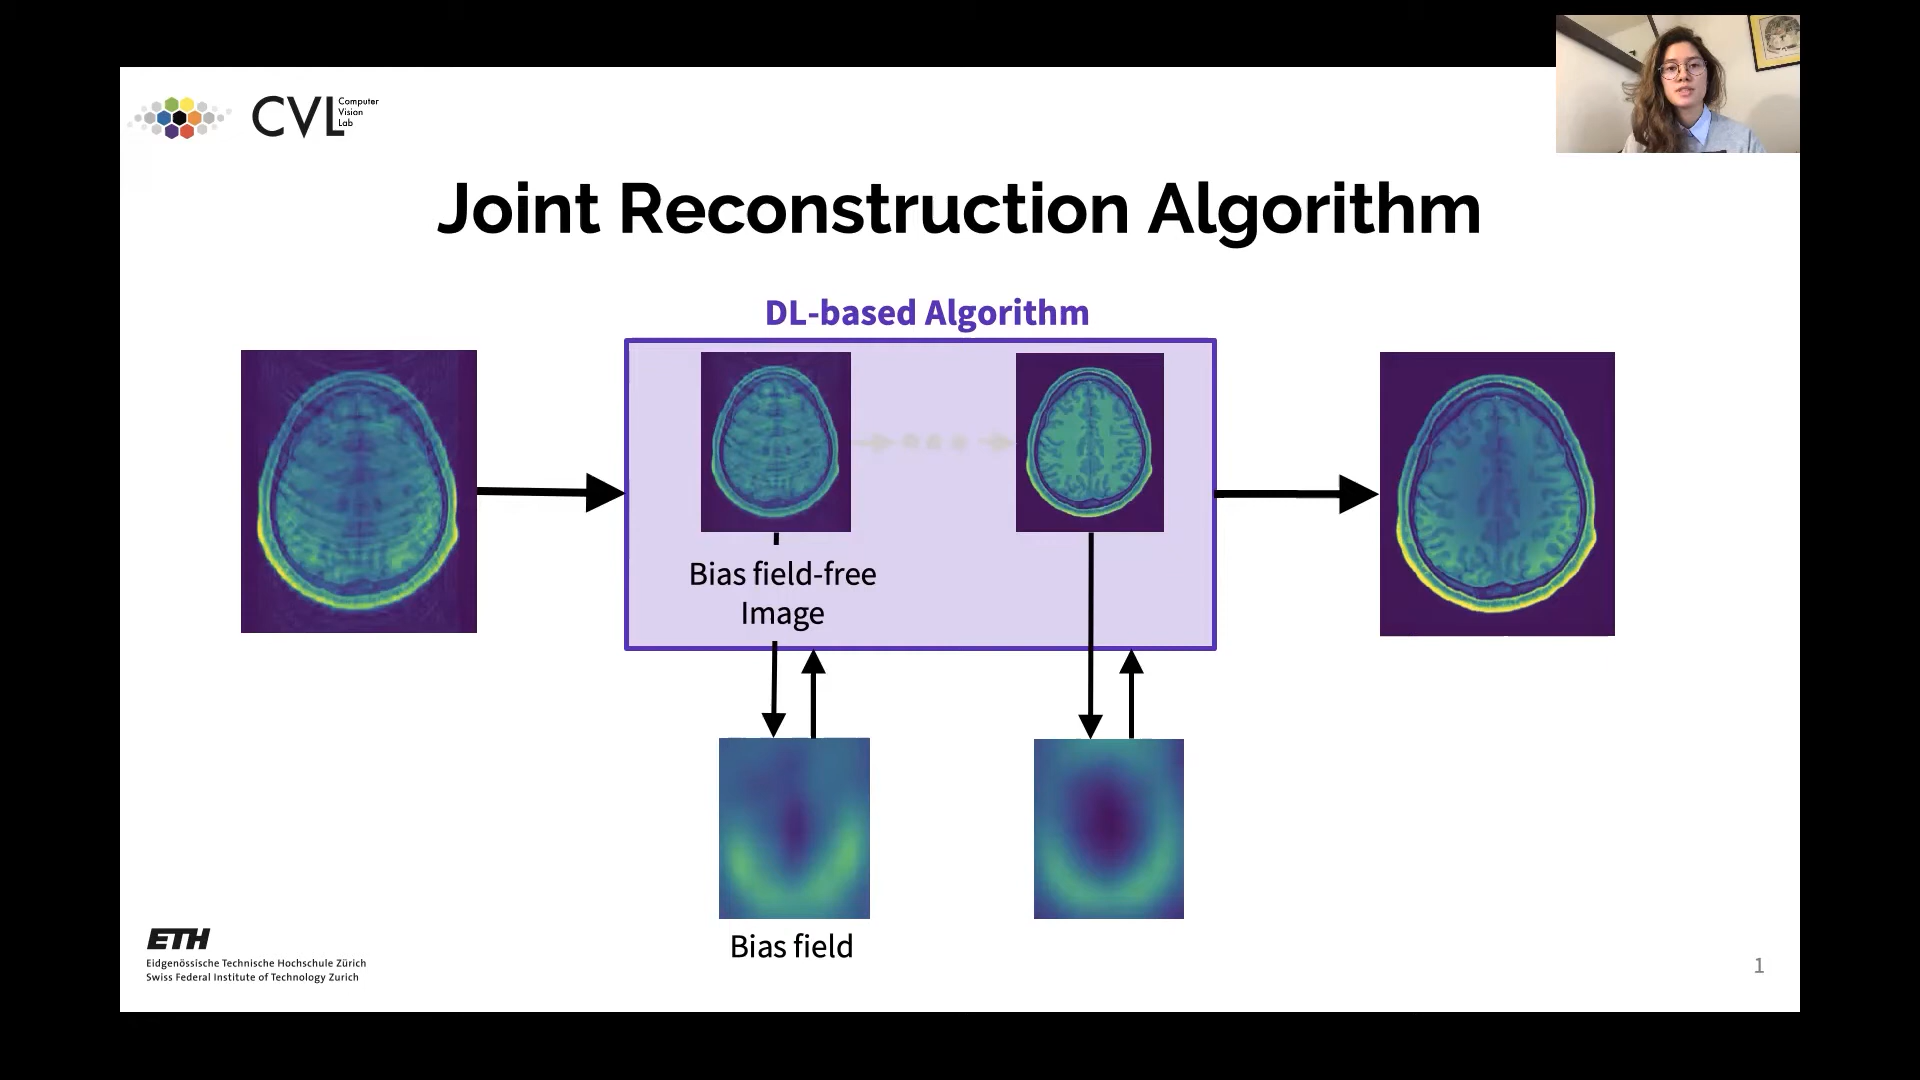 CVL Computer
Vision
Lab
Joint Reconstruction Algorithm
DL-based Algorithm
Bias field-free
Image
Bias field
ETH
Eidgenössische Technische Hochschule Zürich
Swiss Federal Institute of Technology Zurich
1